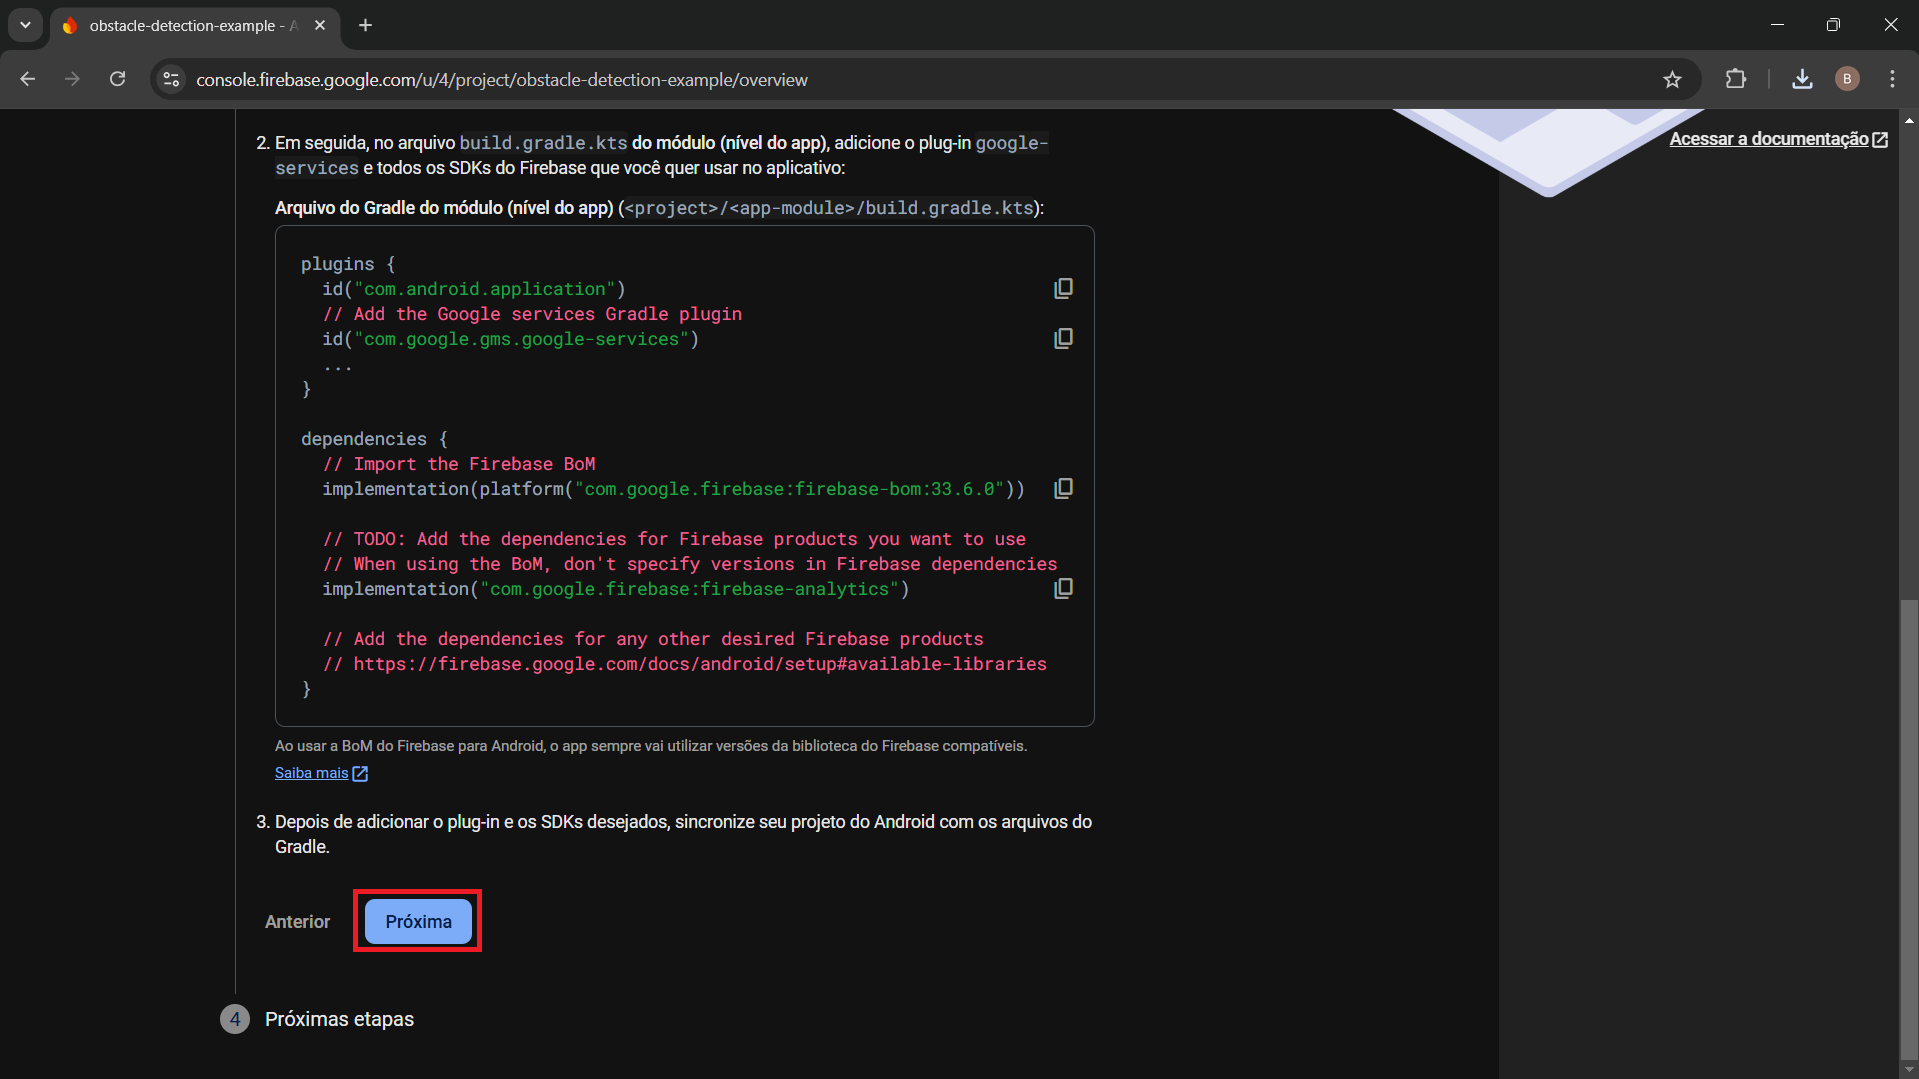 obstacle-detection-example - A
console.firebase.google.com/u/4/project/obstacle-detection-example/overview
B
Acessar a documentação
2. Em seguida, no arquivo build.gradle.kts do módulo (nível do app), adicione o plug-in google-
services e todos os SDKs do Firebase que você quer usar no aplicativo:
Arquivo do Gradle do módulo (nível do app) (<project>/<app-module>/build.gradle.kts):
plugins {
id("com.android.application")
// Add the Google services Gradle plugin
id("com.google.gms.google-services")
...
}
dependencies {
// Import the Firebase BoM
implementation(platform("com.google.firebase:firebase-bom:33.6.0"))
// TODO: Add the dependencies for Firebase products you want to use
// When using the BoM, don't specify versions in Firebase dependencies
implementation("com.google.firebase:firebase-analytics")
// Add the dependencies for any other desired Firebase products
// https://firebase.google.com/docs/android/setup#available-libraries
}
Ao usar a BoM do Firebase para Android, o app sempre vai utilizar versões da biblioteca do Firebase compatíveis.
Saiba mais
3. Depois de adicionar o plug-in e os SDKs desejados, sincronize seu projeto do Android com os arquivos do
Gradle.
Anterior
Próxima
4 Próximas etapas